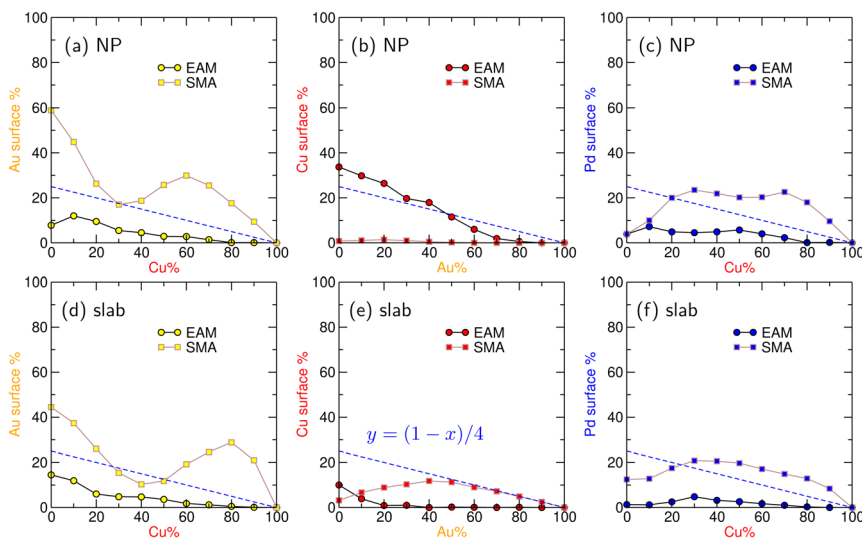 (a) NP
EAM
SMA
Au surface %
100
80
60
40
20
0
0 20 40 60 80 100
Cu%
(b) NP
EAM
SMA
Cu surface %
100
80
60
40
20
0
0 20 40 60 80 100
Au%
(c) NP
EAM
SMA
Pd surface %
100
80
60
40
20
0
0 20 40 60 80 100
Cu%
(d) slab
EAM
SMA
Au surface %
100
80
60
40
20
0
0 20 40 60 80 100
Cu%
(e) slab
EAM
SMA
y = (1 − x)/4
Cu surface %
100
80
60
40
20
0
0 20 40 60 80 100
Au%
(f) slab
EAM
SMA
Pd surface %
100
80
60
40
20
0
0 20 40 60 80 100
Cu%